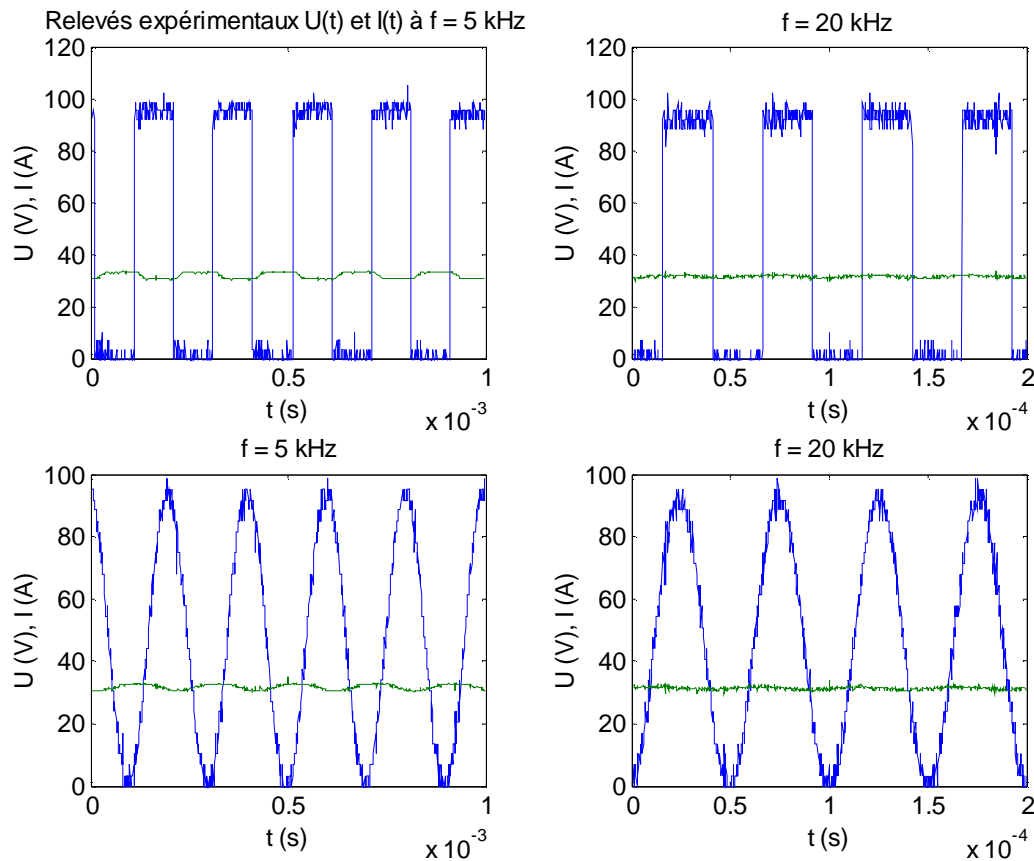 Relevés expérimentaux U(t) et I(t) à f = 5 kHz
120
100
80
60
40
20
0
U (V), I (A)
0 0.5 1
t (s)
x 10^-3
f = 20 kHz
120
100
80
60
40
20
0
U (V), I (A)
0 0.5 1 1.5 2
t (s)
x 10^-4
f = 5 kHz
100
80
60
40
20
0
U (V), I (A)
0 0.5 1
t (s)
x 10^-3
f = 20 kHz
100
80
60
40
20
0
U (V), I (A)
0 0.5 1 1.5 2
t (s)
x 10^-4